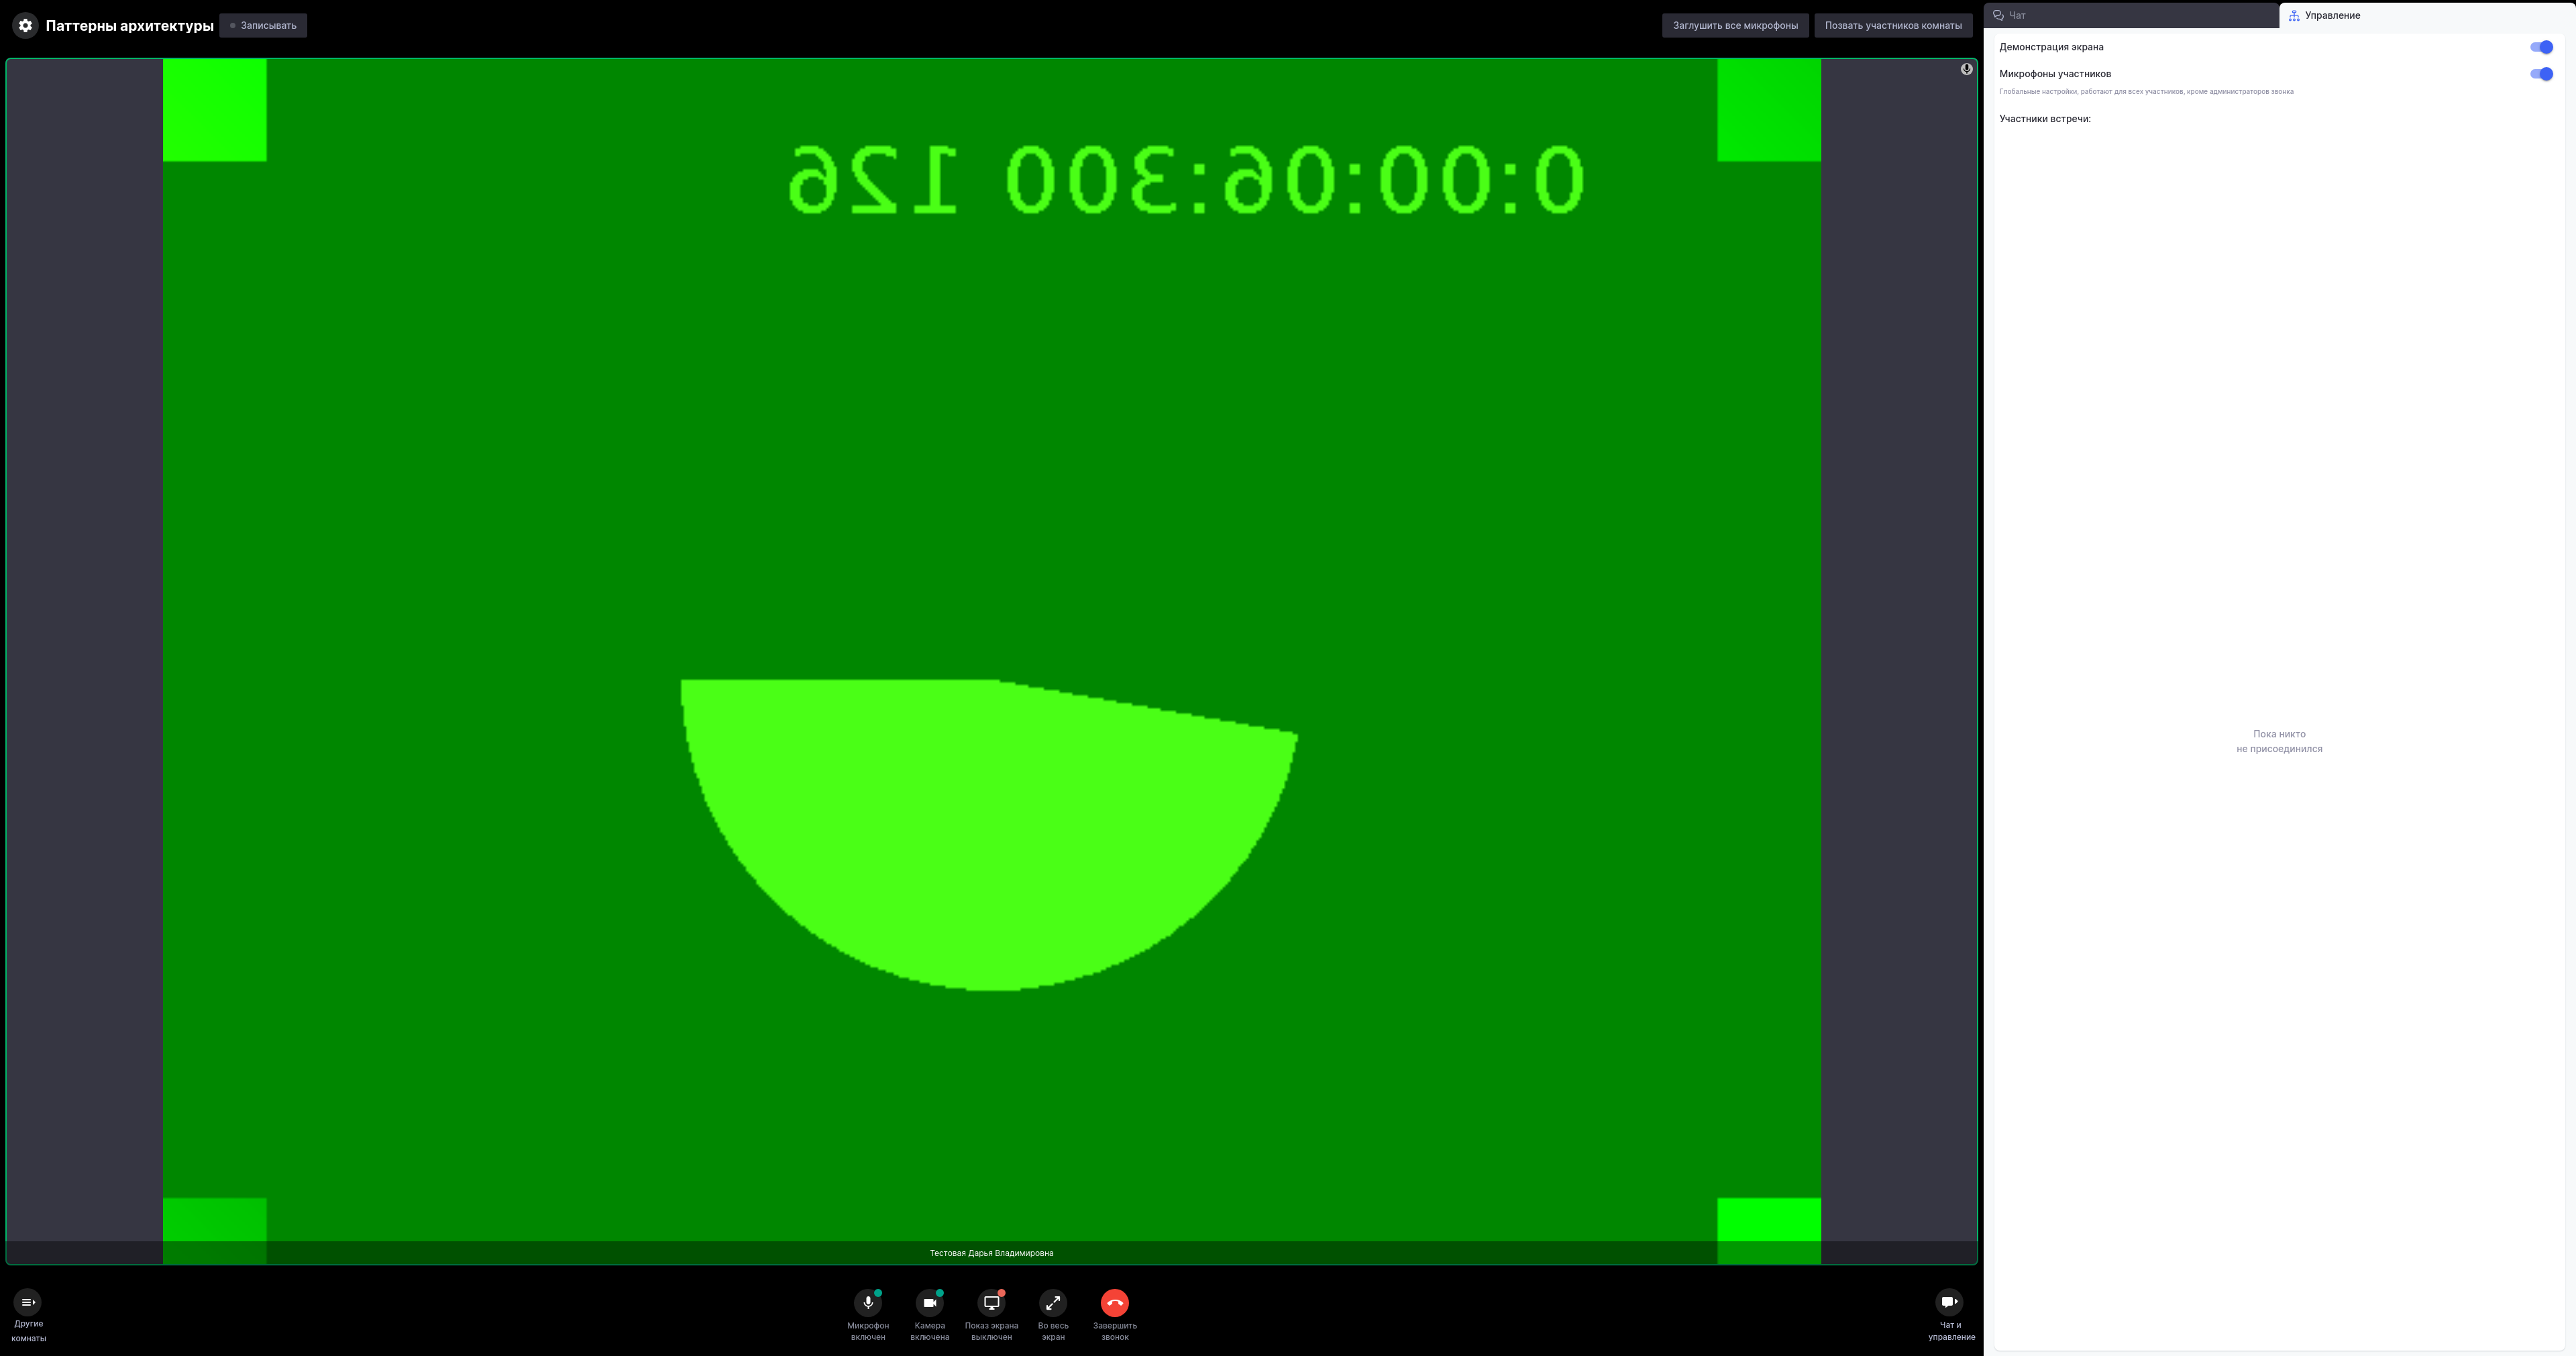 Паттерны архитектуры
Записывать
Заглушить все микрофоны
Позвать участников комнаты
Чат
Управление
Демонстрация экрана
Микрофоны участников
Глобальные настройки, работают для всех участников, кроме администраторов звонка
Участники встречи:
0:00:06:300 126
Пока никто
не присоединился
Тестовая Дарья Владимировна
Другие
комнаты
Микрофон
включен
Камера
включена
Показ экрана
выключен
Во весь
экран
Завершить
звонок
Чат и
управление